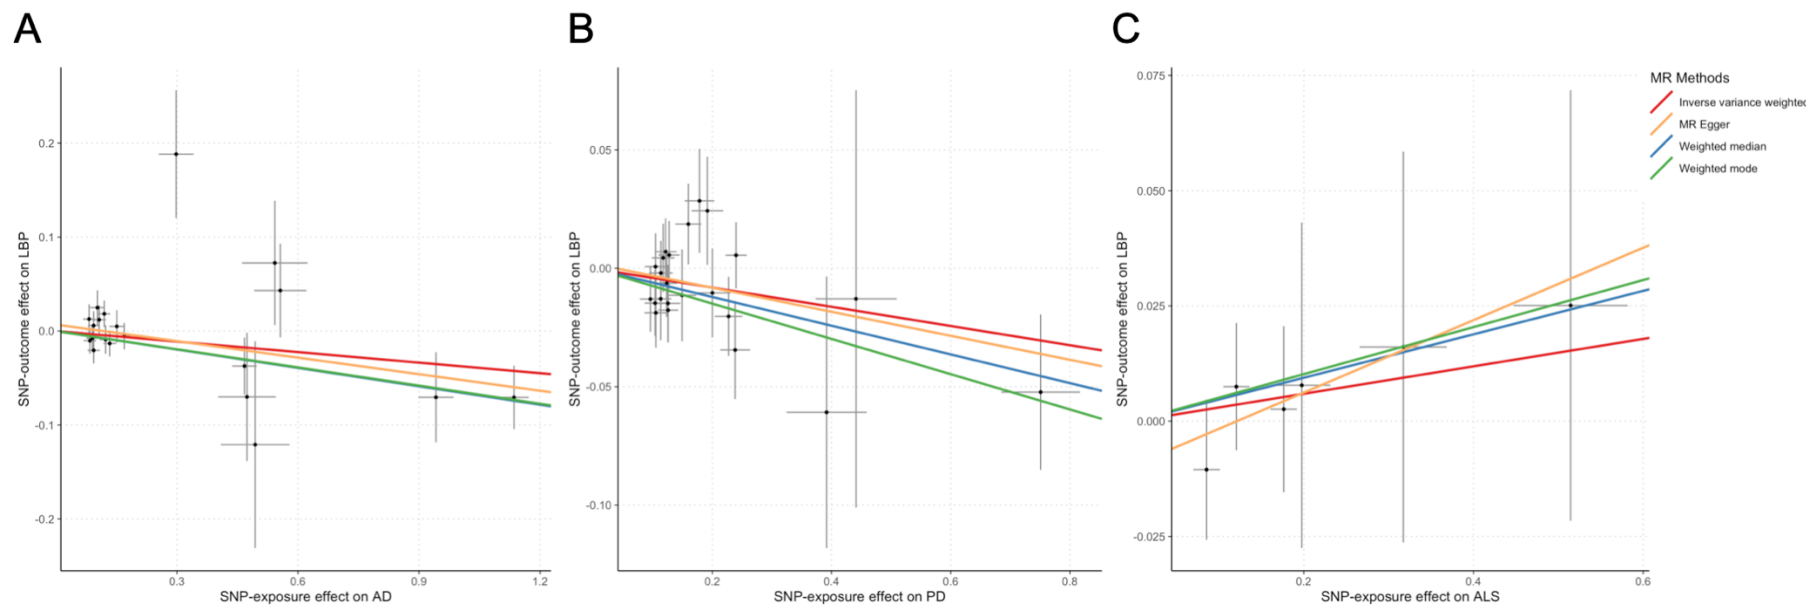 A
B
C
0.2
0.1
0.0
-0.1
-0.2
SNP-outcome effect on LBP
0.3
0.6
0.9
1.2
SNP-exposure effect on AD
0.05
0.00
-0.05
-0.10
SNP-outcome effect on LBP
0.2
0.4
0.6
0.8
SNP-exposure effect on PD
0.075
0.050
0.025
0.000
-0.025
SNP-outcome effect on LBP
0.2
0.4
0.6
SNP-exposure effect on ALS
MR Methods
Inverse variance weighted
MR Egger
Weighted median
Weighted mode